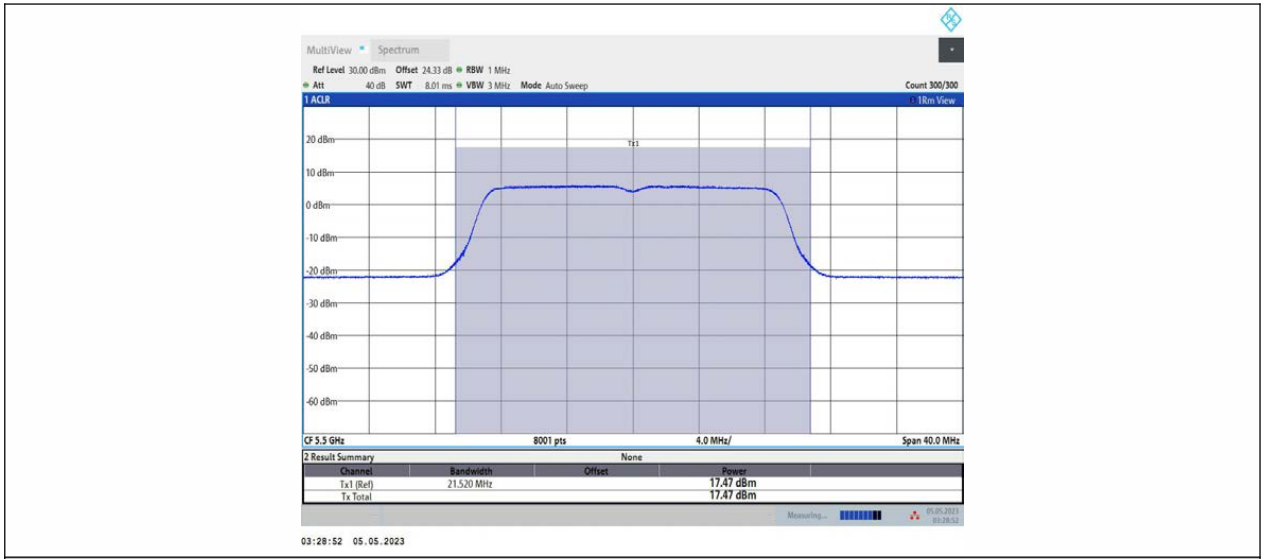 MultiView Spectrum
Ref Level 30.00 dBm Offset 24.33 dB RBW 1 MHz
Att 40 dB SWT 8.01 ms VBW 3 MHz Mode Auto Sweep Count 300/300
1 ACLR 1Rm View
20 dBm
Tx1
10 dBm
0 dBm
-10 dBm
-20 dBm
-30 dBm
-40 dBm
-50 dBm
-60 dBm
CF 5.5 GHz 8001 pts 4.0 MHz/ Span 40.0 MHz
2 Result Summary None
Channel Bandwidth Offset Power
Tx1 (Ref) 21.520 MHz 17.47 dBm
Tx Total 17.47 dBm
Measuring... 05.05.2023
03:28:52
03:28:52 05.05.2023